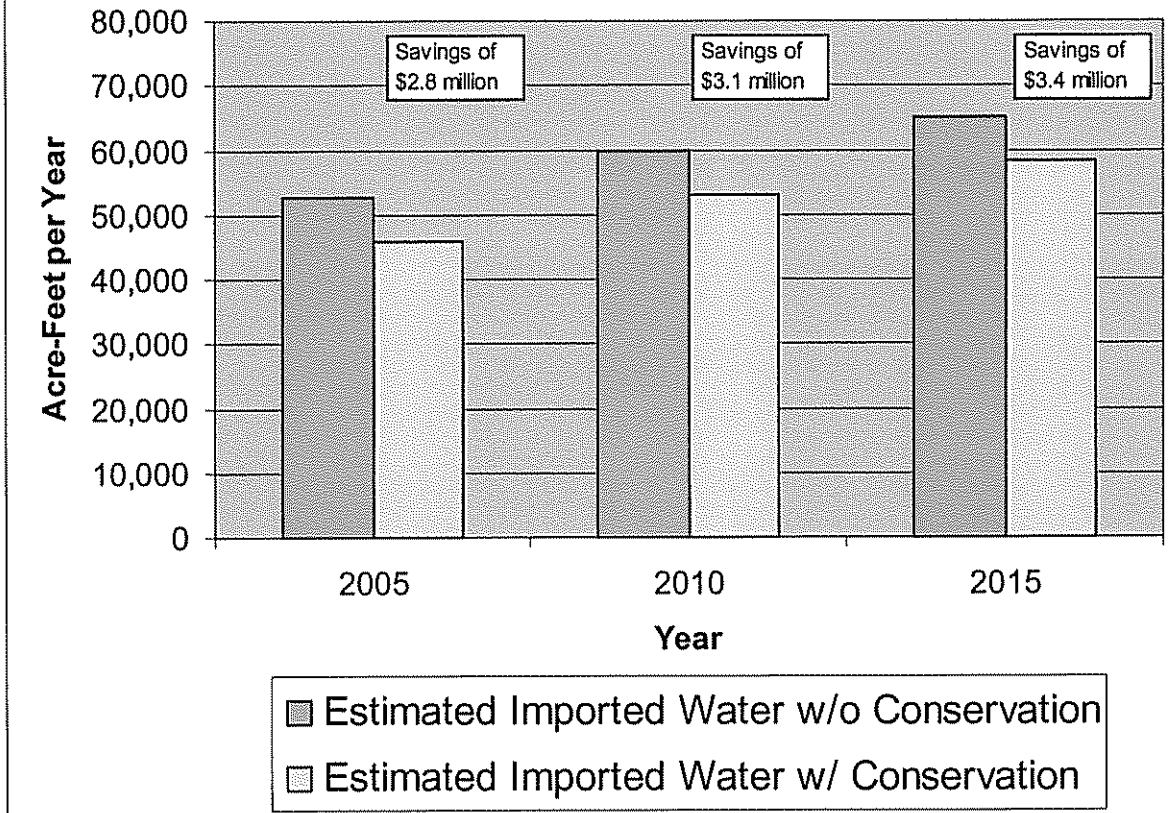 80,000
70,000
60,000
50,000
40,000
30,000
20,000
10,000
0
Acre-Feet per Year
Savings of
$2.8 million
Savings of
$3.1 million
Savings of
$3.4 million
2005
2010
2015
Year
Estimated Imported Water w/o Conservation
Estimated Imported Water w/ Conservation